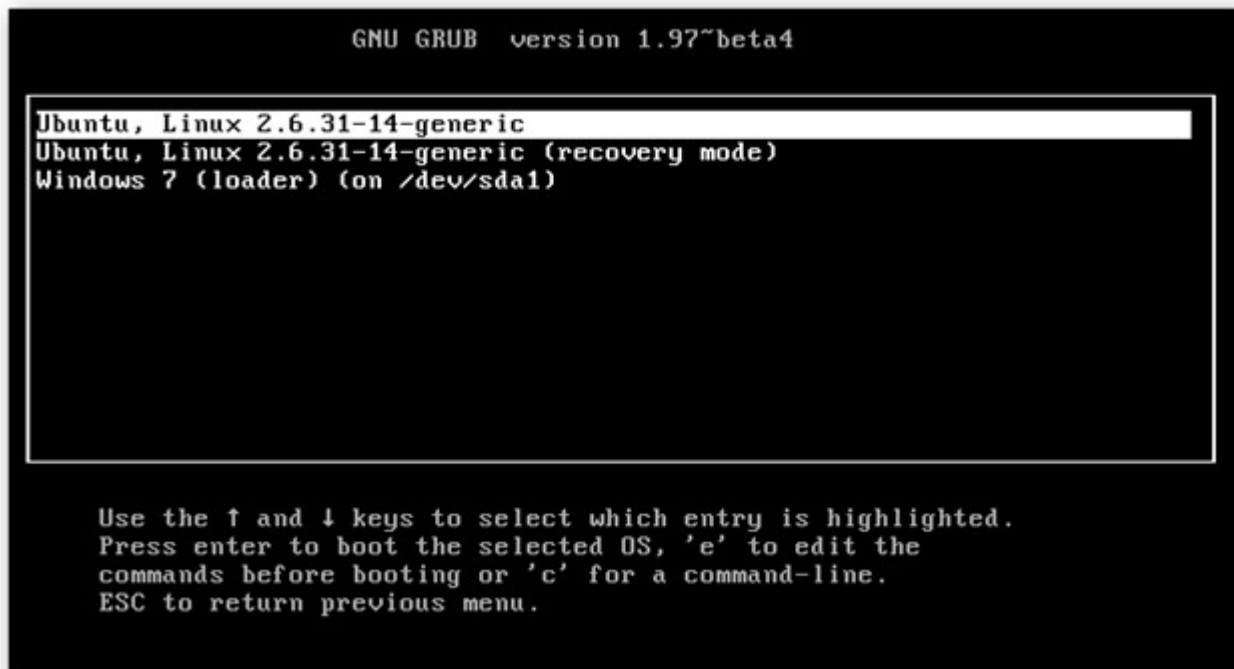 GNU GRUB  version 1.97~beta4
Ubuntu, Linux 2.6.31-14-generic
Ubuntu, Linux 2.6.31-14-generic (recovery mode)
Windows 7 (loader) (on /dev/sda1)
Use the ↑ and ↓ keys to select which entry is highlighted.
Press enter to boot the selected OS, 'e' to edit the
commands before booting or 'c' for a command-line.
ESC to return previous menu.